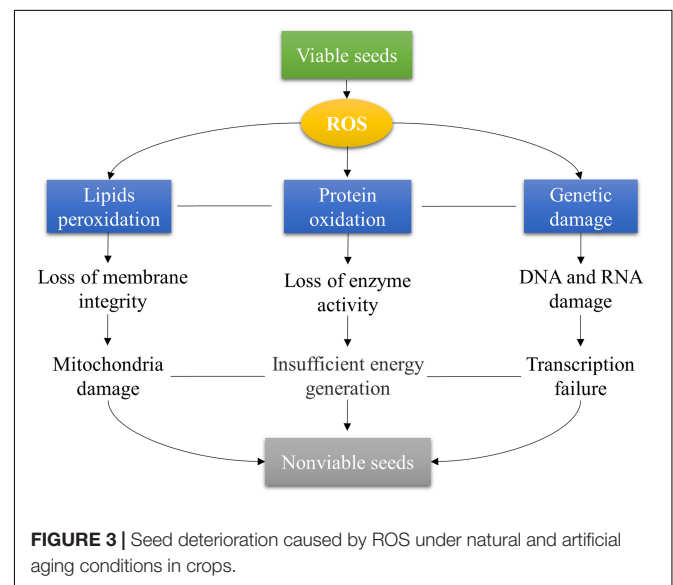 Viable seeds
ROS
Lipids
peroxidation
Protein
oxidation
Genetic
damage
Loss of membrane
integrity
Loss of enzyme
activity
DNA and RNA
damage
Mitochondria
damage
Insufficient energy
generation
Transcription
failure
Nonviable seeds
FIGURE 3 | Seed deterioration caused by ROS under natural and artificial
aging conditions in crops.